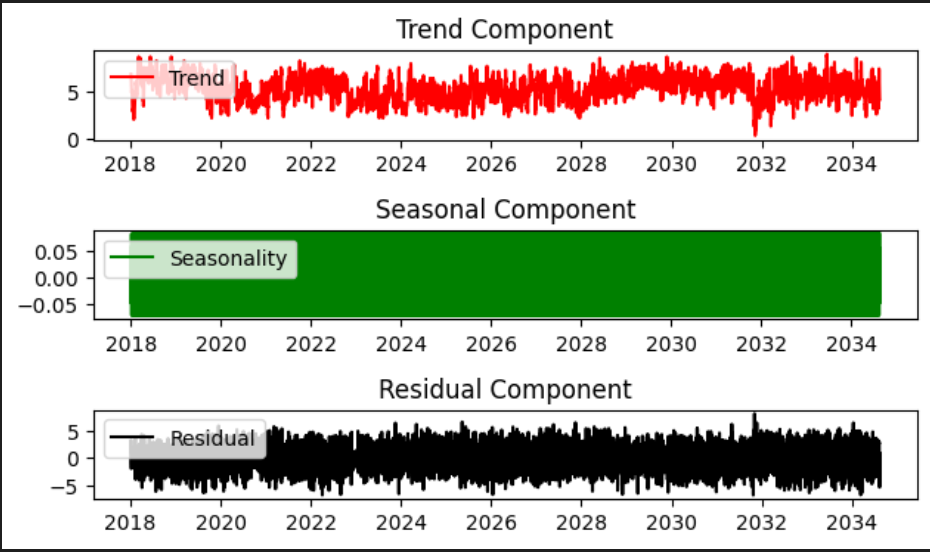 Trend Component
Trend
5
0
2018 2020 2022 2024 2026 2028 2030 2032 2034
Seasonal Component
Seasonality
0.05
0.00
−0.05
2018 2020 2022 2024 2026 2028 2030 2032 2034
Residual Component
Residual
5
0
−5
2018 2020 2022 2024 2026 2028 2030 2032 2034